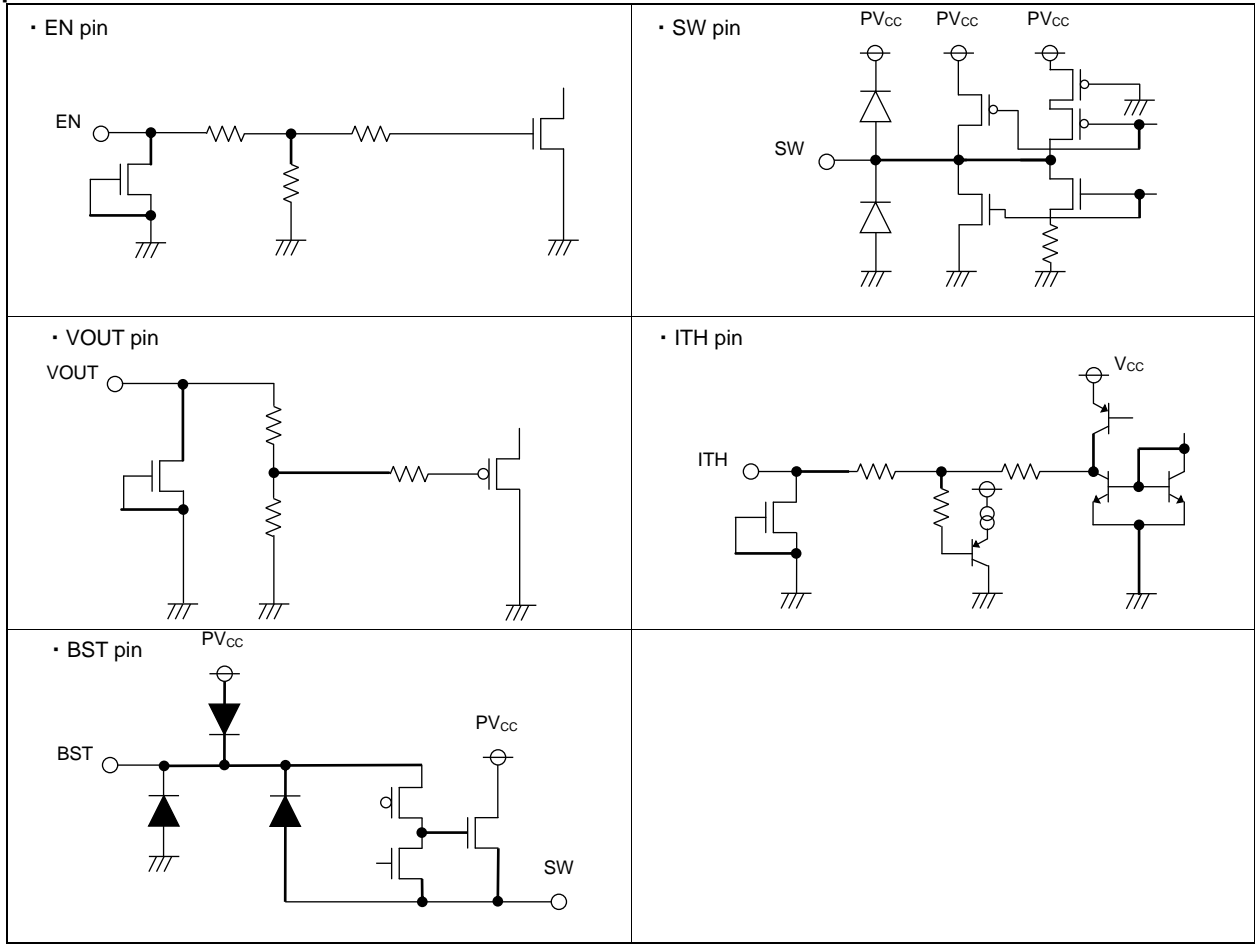 ・EN pin
EN
・SW pin
PVCC PVCC PVCC
SW
・VOUT pin
VOUT
・ITH pin
VCC
ITH
・BST pin
PVCC
PVCC
BST
SW